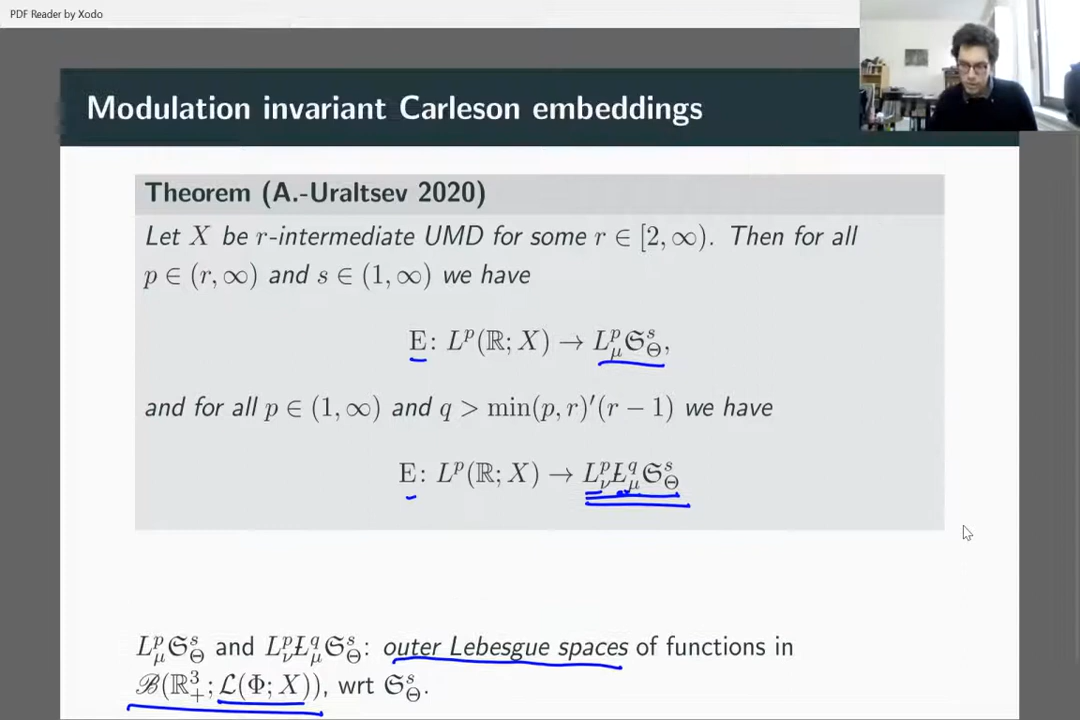 PDF Reader by Xodo
Modulation invariant Carleson embeddings
Theorem (A.-Uraltsev 2020)
Let X be r-intermediate UMD for some r ∈ [2, ∞). Then for all
p ∈ (r, ∞) and s ∈ (1, ∞) we have
E: L^p(ℝ; X) → L^p_μ 𝔖^s_Θ,
and for all p ∈ (1, ∞) and q > min(p, r)′(r − 1) we have
E: L^p(ℝ; X) → L^p_ν Ł^q_μ 𝔖^s_Θ
L^p_μ 𝔖^s_Θ and L^p_ν Ł^q_μ 𝔖^s_Θ: outer Lebesgue spaces of functions in
ℬ(ℝ^3_+; ℒ(Φ; X)), wrt 𝔖^s_Θ.